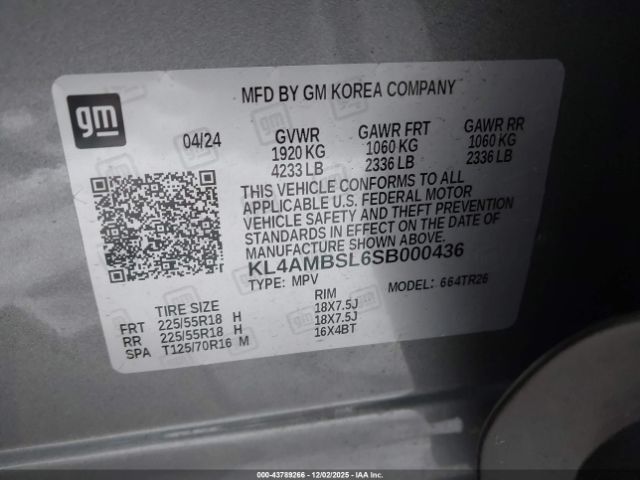 gm
MFD BY GM KOREA COMPANY
04/24 GVWR GAWR FRT GAWR RR
1920 KG 1060 KG 1060 KG
4233 LB 2336 LB 2336 LB
THIS VEHICLE CONFORMS TO ALL
APPLICABLE U.S. FEDERAL MOTOR
VEHICLE SAFETY AND THEFT PREVENTION
STANDARDS IN EFFECT ON THE DATE OF
MANUFACTURE SHOWN ABOVE.
KL4AMBSL6SB000436
TYPE: MPV MODEL: 664TR26
TIRE SIZE RIM
FRT 225/55R18 H 18X7.5J
RR 225/55R18 H 18X7.5J
SPA T125/70R16 M 16X4BT
000-43789266 - 12/02/2025 - IAA, Inc.